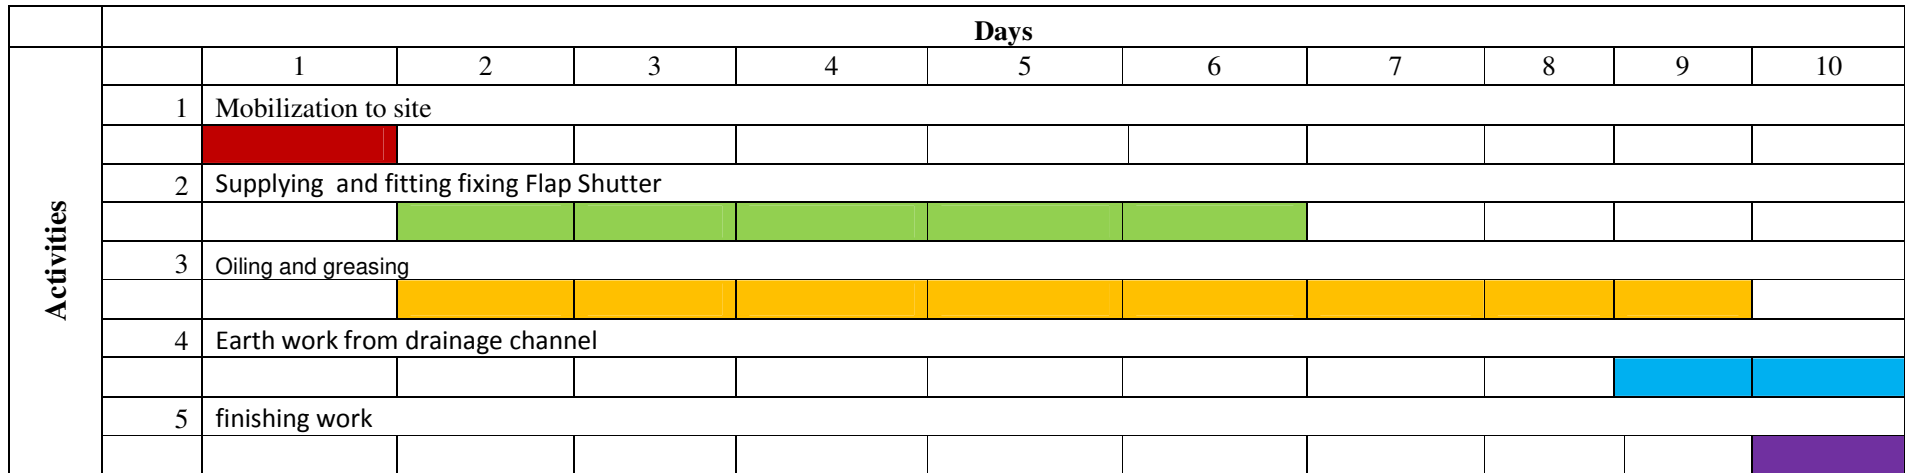 Days
1 2 3 4 5 6 7 8 9 10
Activities
1 Mobilization to site
2 Supplying  and fitting fixing Flap Shutter
3 Oiling and greasing
4 Earth work from drainage channel
5 finishing work